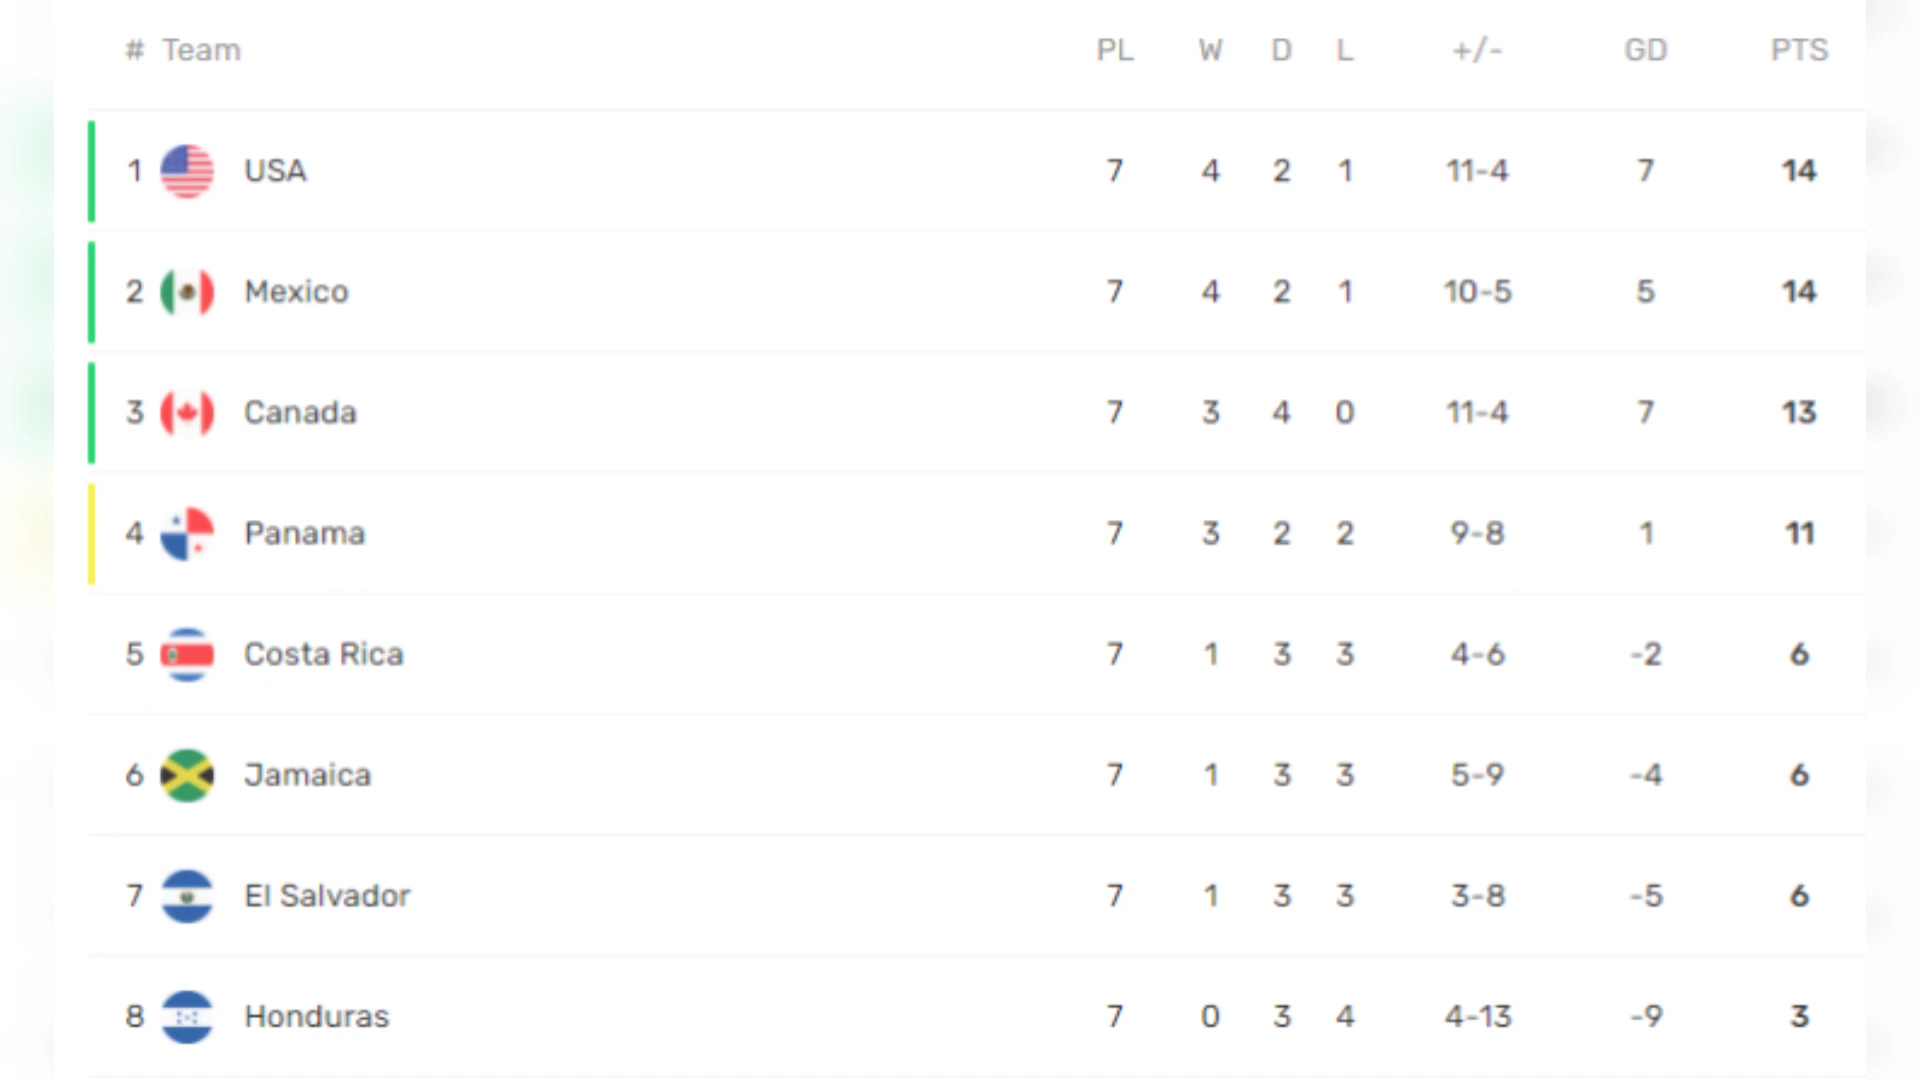 # Team PL W D L +/- GD PTS
1 USA 7 4 2 1 11-4 7 14
2 Mexico 7 4 2 1 10-5 5 14
3 Canada 7 3 4 0 11-4 7 13
4 Panama 7 3 2 2 9-8 1 11
5 Costa Rica 7 1 3 3 4-6 -2 6
6 Jamaica 7 1 3 3 5-9 -4 6
7 El Salvador 7 1 3 3 3-8 -5 6
8 Honduras 7 0 3 4 4-13 -9 3